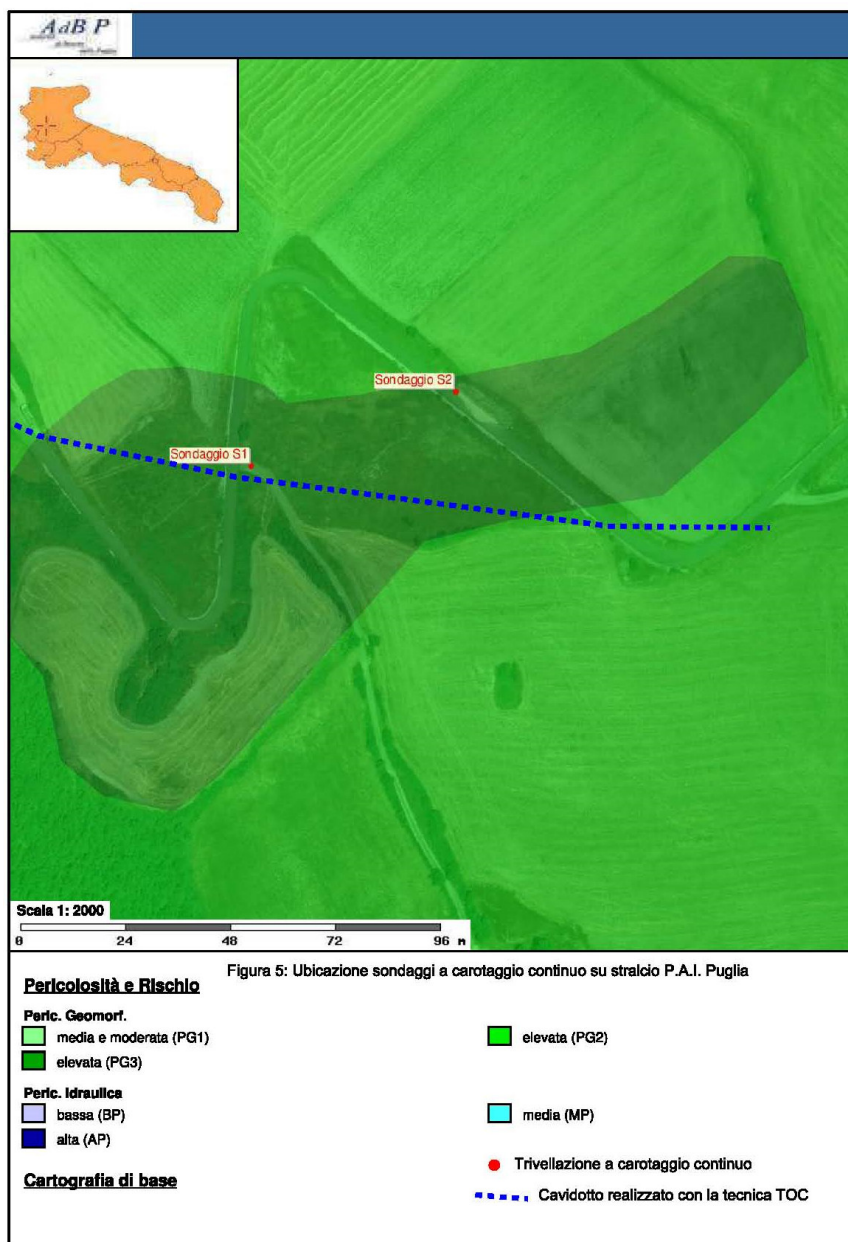 AdB P
Sondaggio S2
Sondaggio S1
Scala 1: 2000
0 24 48 72 96 m
Figura 5: Ubicazione sondaggi a carotaggio continuo su stralcio P.A.I. Puglia
Pericolosità e Rischio
Peric. Geomorf.
media e moderata (PG1)
elevata (PG2)
elevata (PG3)
Peric. Idraulica
bassa (BP)
media (MP)
alta (AP)
Trivellazione a carotaggio continuo
Cartografia di base
Cavidotto realizzato con la tecnica TOC